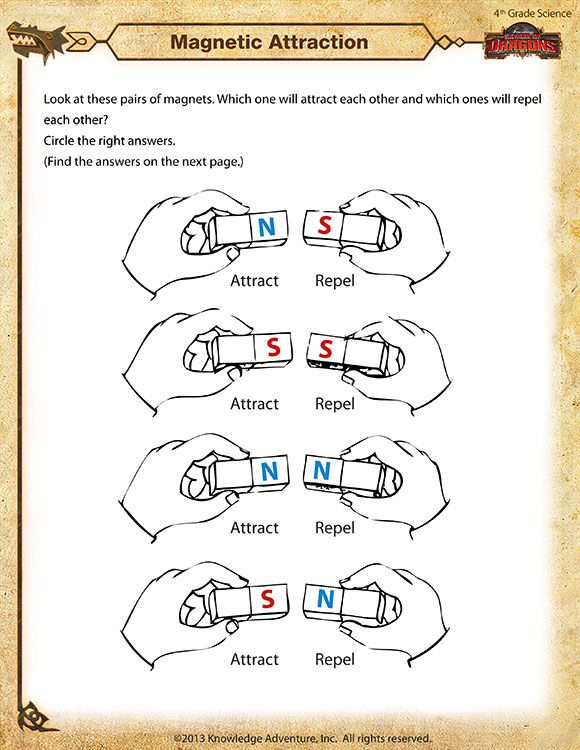 4th Grade Science
Magnetic Attraction
DRAGONS
Look at these pairs of magnets. Which one will attract each other and which ones will repel
each other?
Circle the right answers.
(Find the answers on the next page.)
N S
Attract Repel
S S
Attract Repel
N N
Attract Repel
S N
Attract Repel
©2013 Knowledge Adventure, Inc. All rights reserved.